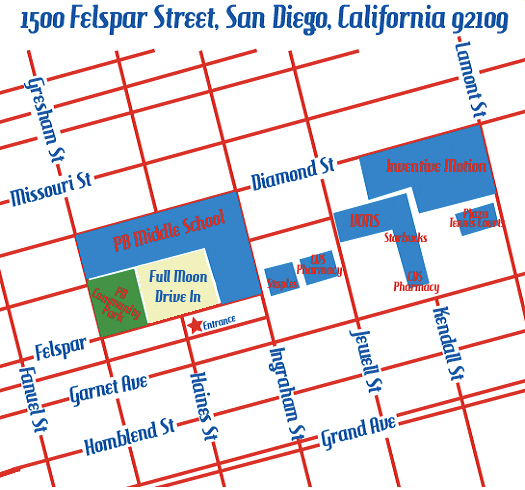 1500 Felspar Street, San Diego, California 92109
Lamont St
Gresham St
Missouri St
Diamond St
Inventive Motion
PB Middle School
VONS
Plaza
Tennis Courts
Starbucks
Full Moon
Drive In
PB
Community
Park
Staples
CVS
Pharmacy
CVS
Pharmacy
Entrance
Felspar
Garnet Ave
Fanuel St
Haines St
Ingraham St
Jewell St
Kendall St
Hornblend St
Grand Ave